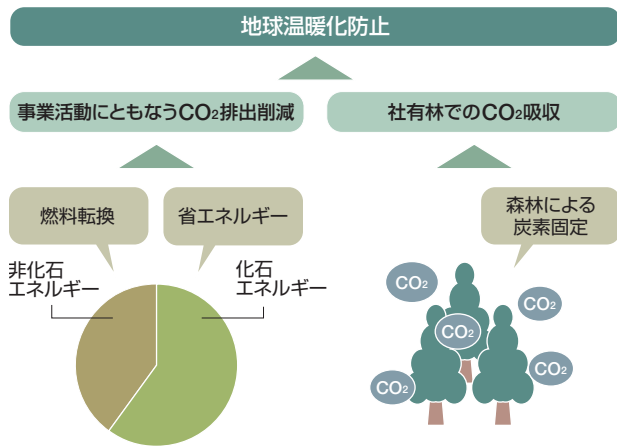 地球温暖化防止
事業活動にともなうCO₂排出削減
社有林でのCO₂吸収
燃料転換
省エネルギー
森林による
炭素固定
非化石
エネルギー
化石
エネルギー
CO₂
CO₂
CO₂
CO₂
CO₂